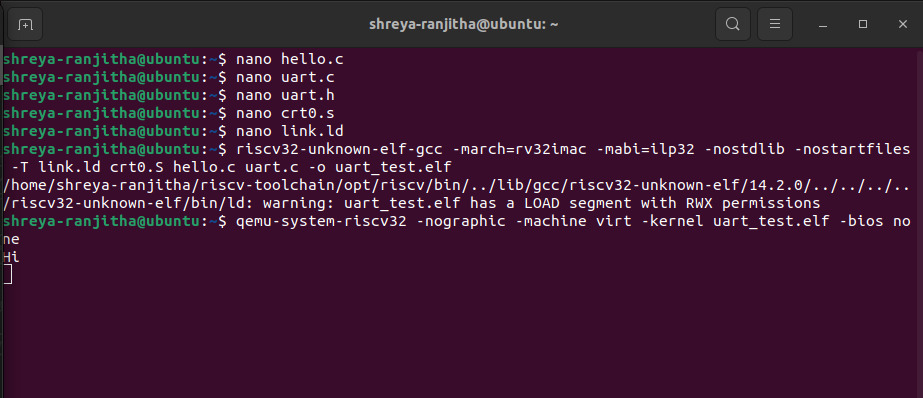 shreya-ranjitha@ubuntu: ~
shreya-ranjitha@ubuntu:~$ nano hello.c
shreya-ranjitha@ubuntu:~$ nano uart.c
shreya-ranjitha@ubuntu:~$ nano uart.h
shreya-ranjitha@ubuntu:~$ nano crt0.s
shreya-ranjitha@ubuntu:~$ nano link.ld
shreya-ranjitha@ubuntu:~$ riscv32-unknown-elf-gcc -march=rv32imac -mabi=ilp32 -nostdlib -nostartfiles
 -T link.ld crt0.S hello.c uart.c -o uart_test.elf
/home/shreya-ranjitha/riscv-toolchain/opt/riscv/bin/../lib/gcc/riscv32-unknown-elf/14.2.0/../../../..
/riscv32-unknown-elf/bin/ld: warning: uart_test.elf has a LOAD segment with RWX permissions
shreya-ranjitha@ubuntu:~$ qemu-system-riscv32 -nographic -machine virt -kernel uart_test.elf -bios no
ne
Hi